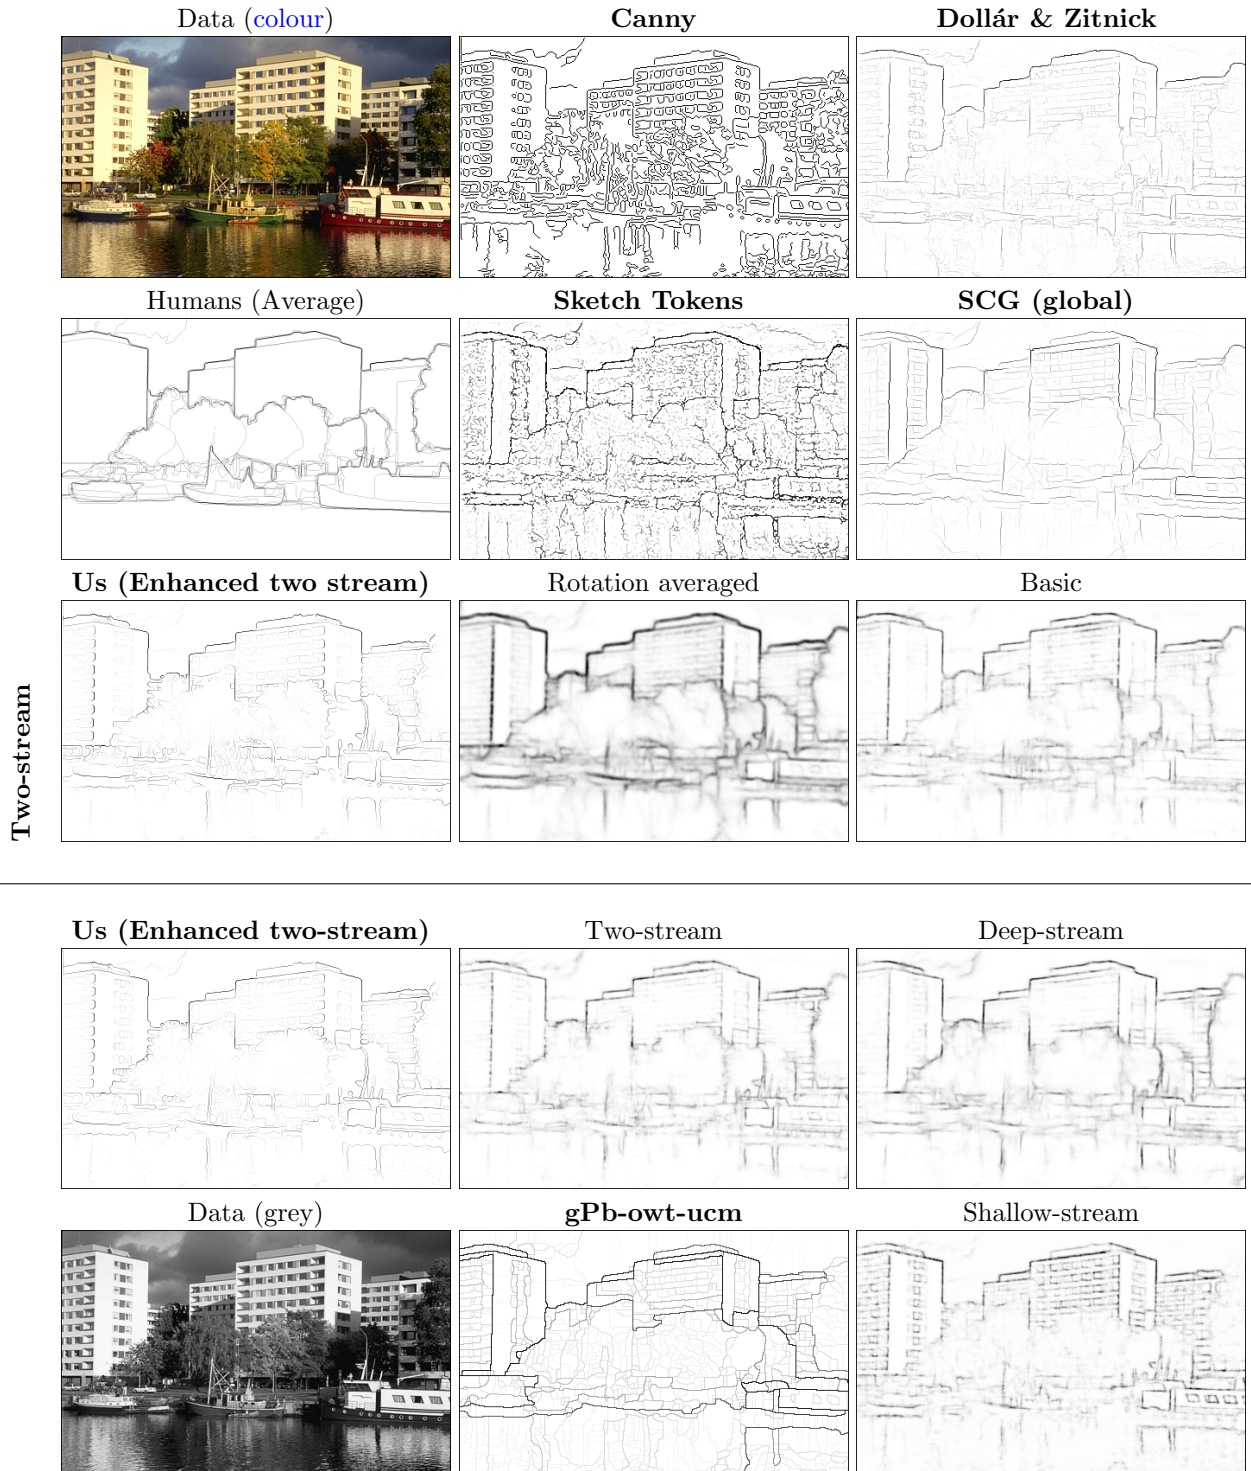 Data (colour)
Canny
Dollár & Zitnick
Humans (Average)
Sketch Tokens
SCG (global)
Us (Enhanced two stream)
Rotation averaged
Basic
Two-stream
Us (Enhanced two-stream)
Two-stream
Deep-stream
Data (grey)
gPb-owt-ucm
Shallow-stream